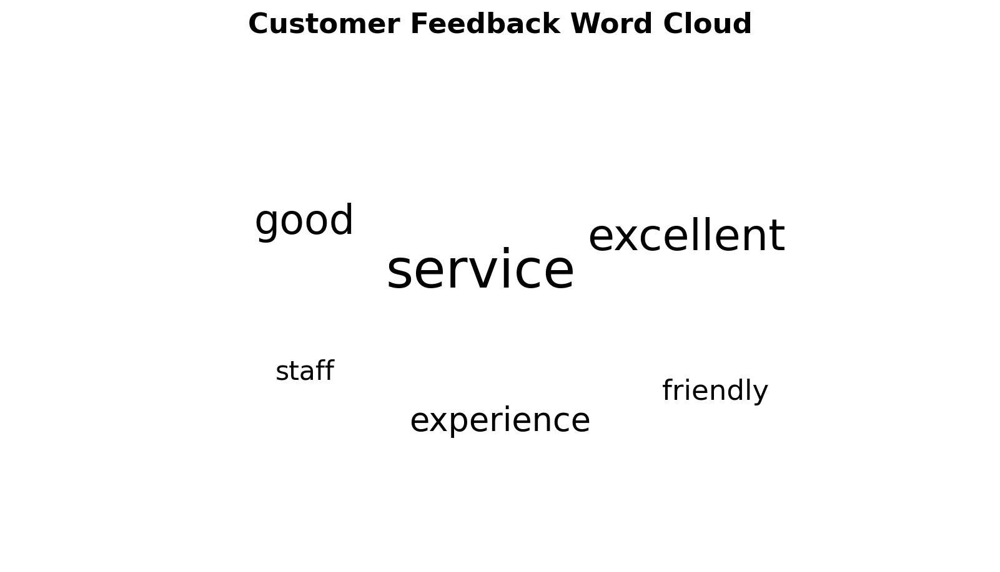 Customer Feedback Word Cloud
good
excellent
service
staff
friendly
experience